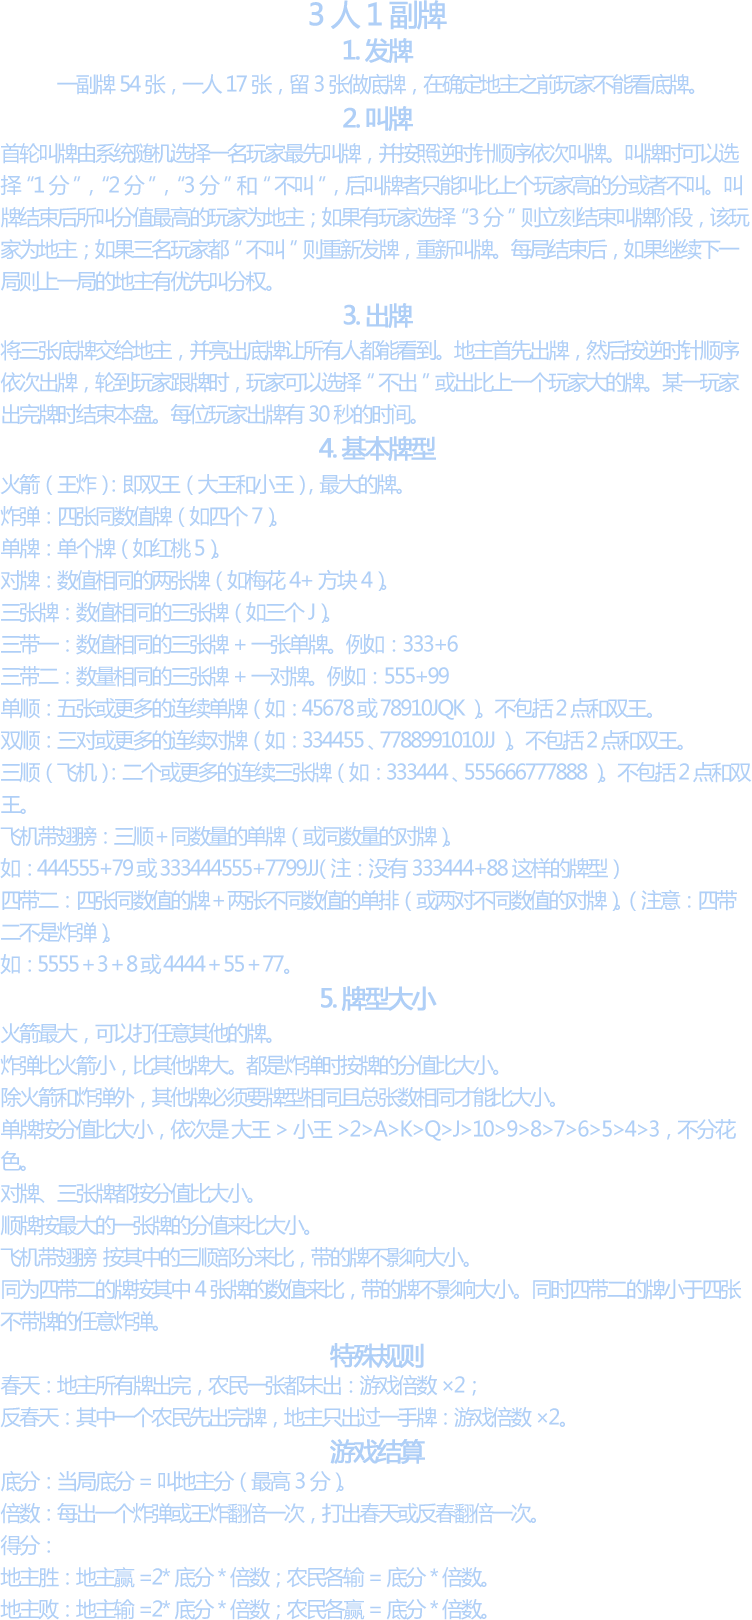 3 人 1 副牌
1. 发牌
一副牌 54 张，一人 17 张，留 3 张做底牌，在确定地主之前玩家不能看底牌。
2. 叫牌
首轮叫牌由系统随机选择一名玩家最先叫牌，并按照逆时针顺序依次叫牌。叫牌时可以选
择 “1 分 ”，“2 分 ”，“3 分 ” 和 “ 不叫 ”，后叫牌者只能叫比上个玩家高的分或者不叫。叫
牌结束后所叫分值最高的玩家为地主；如果有玩家选择 “3 分 ” 则立刻结束叫牌阶段，该玩
家为地主；如果三名玩家都 “ 不叫 ” 则重新发牌，重新叫牌。每局结束后，如果继续下一
局则上一局的地主有优先叫分权。
3. 出牌
将三张底牌交给地主，并亮出底牌让所有人都能看到。地主首先出牌，然后按逆时针顺序
依次出牌，轮到玩家跟牌时，玩家可以选择 “ 不出 ” 或出比上一个玩家大的牌。某一玩家
出完牌时结束本盘。每位玩家出牌有 30 秒的时间。
4. 基本牌型
火箭（王炸）：即双王（大王和小王），最大的牌。
炸弹：四张同数值牌（如四个 7 ）。
单牌：单个牌（如红桃 5 ）。
对牌：数值相同的两张牌（如梅花 4+ 方块 4 ）。
三张牌：数值相同的三张牌（如三个 J ）。
三带一：数值相同的三张牌 + 一张单牌。例如：333+6
三带二：数量相同的三张牌 + 一对牌。例如：555+99
单顺：五张或更多的连续单牌（如：45678 或 78910JQK ）。不包括 2 点和双王。
双顺：三对或更多的连续对牌（如：334455、7788991010JJ ）。不包括 2 点和双王。
三顺（飞机）：二个或更多的连续三张牌（如：333444、555666777888 ）。不包括 2 点和双
王。
飞机带翅膀：三顺＋同数量的单牌（或同数量的对牌）。
如：444555+79 或 333444555+7799JJ( 注：没有 333444+88 这样的牌型 )
四带二：四张同数值的牌＋两张不同数值的单排（或两对不同数值的对牌）。（注意：四带
二不是炸弹）。
如：5555＋3＋8 或 4444＋55＋77。
5. 牌型大小
火箭最大，可以打任意其他的牌。
炸弹比火箭小，比其他牌大。都是炸弹时按牌的分值比大小。
除火箭和炸弹外，其他牌必须要牌型相同且总张数相同才能比大小。
单牌按分值比大小，依次是 大王 > 小王 >2>A>K>Q>J>10>9>8>7>6>5>4>3，不分花
色。
对牌、三张牌都按分值比大小。
顺牌按最大的一张牌的分值来比大小。
飞机带翅膀 按其中的三顺部分来比，带的牌不影响大小。
同为四带二的牌按其中 4 张牌的数值来比，带的牌不影响大小。同时四带二的牌小于四张
不带牌的任意炸弹。
特殊规则
春天：地主所有牌出完，农民一张都未出：游戏倍数 ×2；
反春天：其中一个农民先出完牌，地主只出过一手牌：游戏倍数 ×2。
游戏结算
底分：当局底分 = 叫地主分（最高 3 分）。
倍数：每出一个炸弹或王炸翻倍一次，打出春天或反春翻倍一次。
得分：
地主胜：地主赢 =2* 底分 * 倍数；农民各输 = 底分 * 倍数。
地主败：地主输 =2* 底分 * 倍数；农民各赢 = 底分 * 倍数。